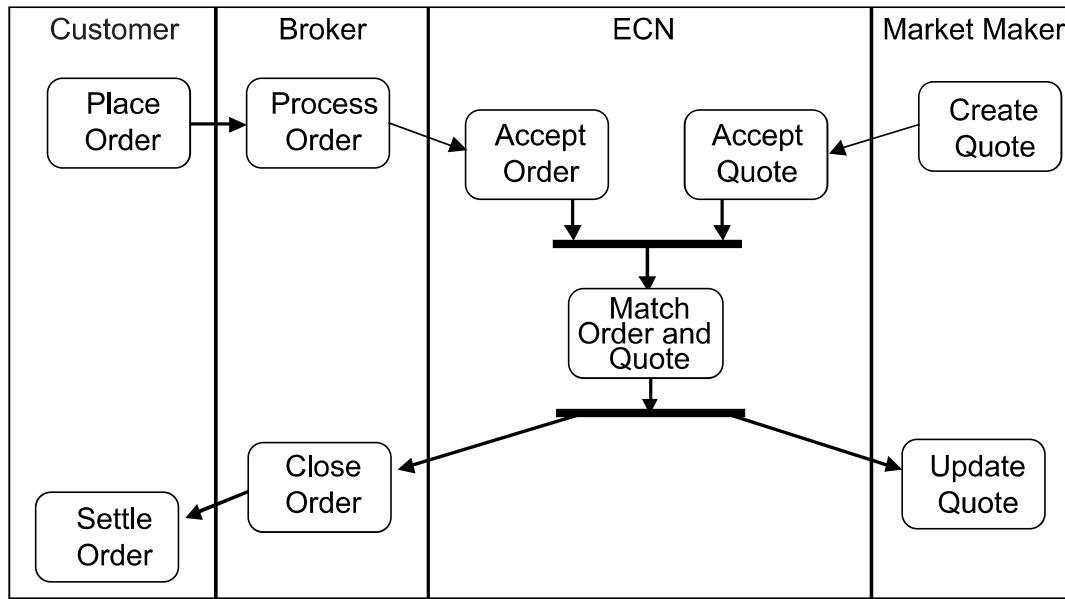 Customer
Broker
ECN
Market Maker
Place
Order
Process
Order
Accept
Order
Accept
Quote
Create
Quote
Match
Order and
Quote
Close
Order
Update
Quote
Settle
Order